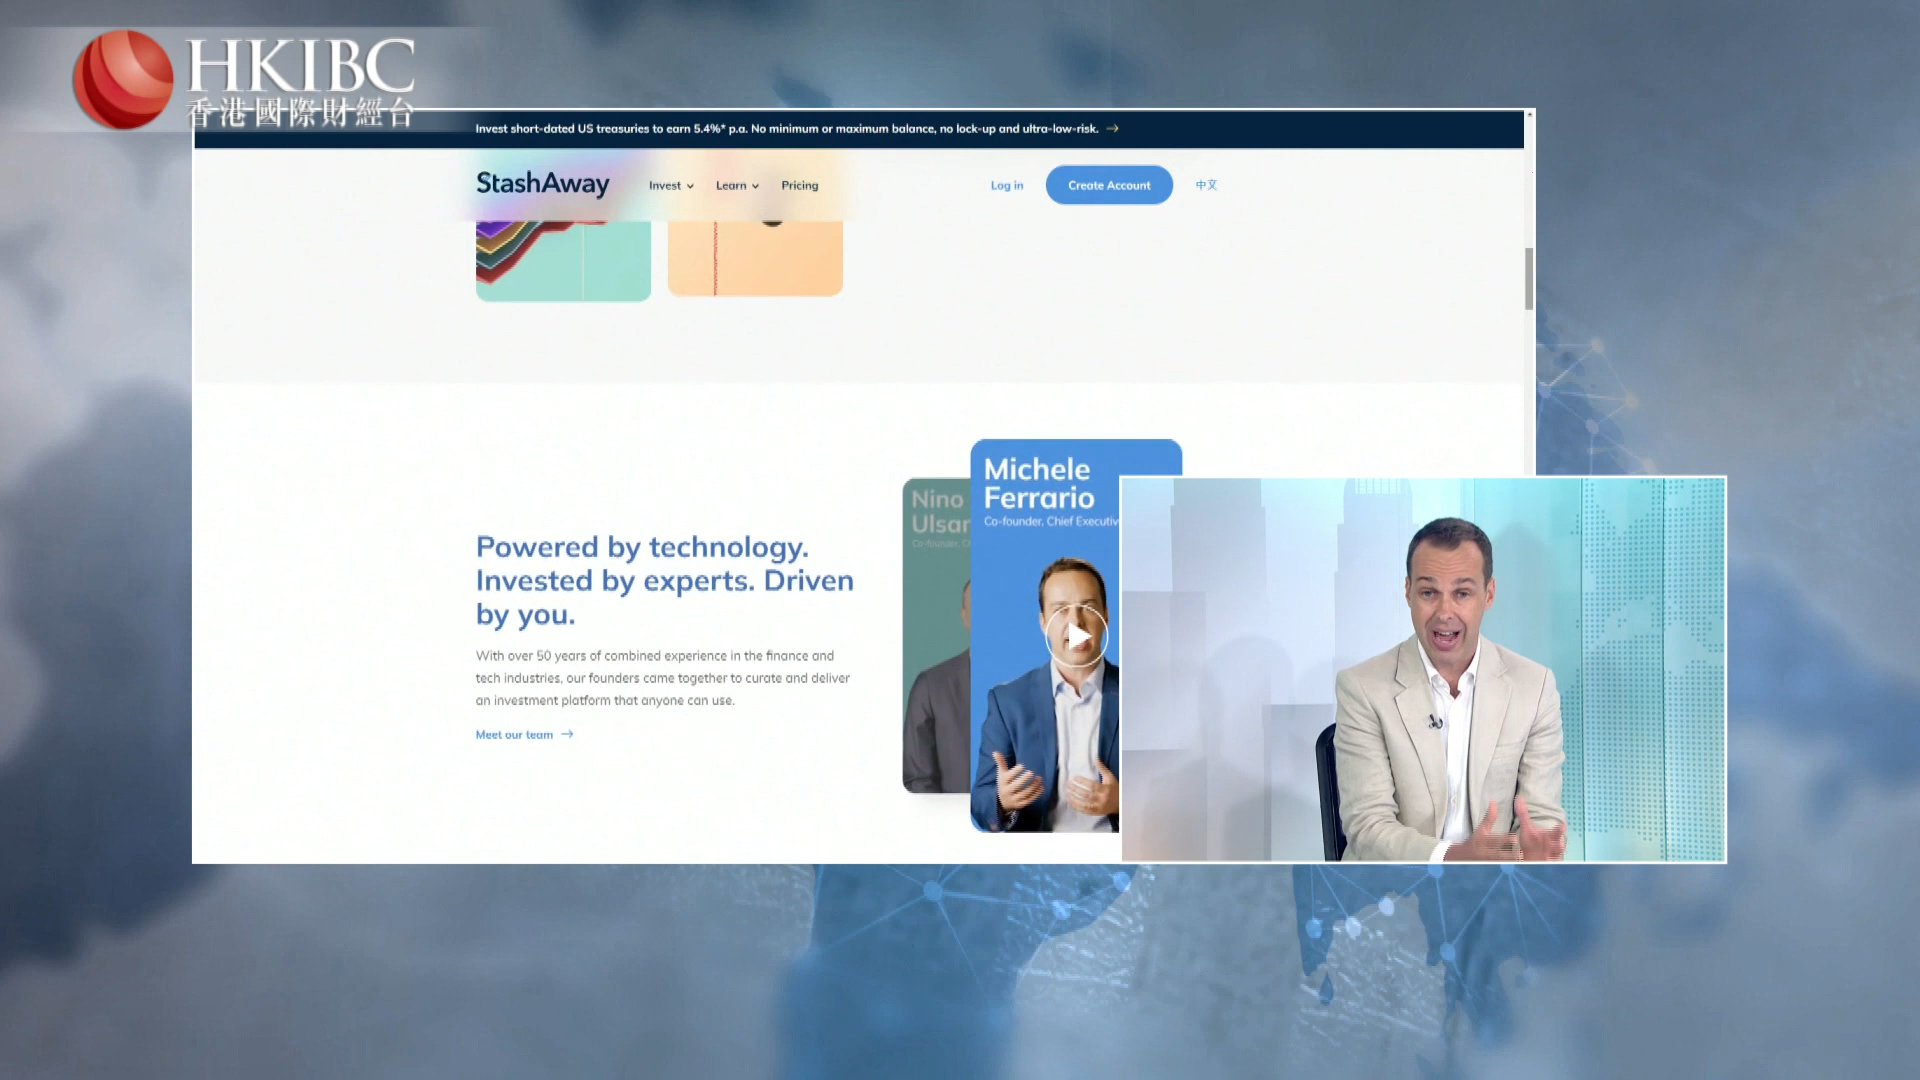 HKIBC
香港國際財經台
Invest short-dated US treasuries to earn 5.4%* p.a. No minimum or maximum balance, no lock-up and ultra-low-risk. →
StashAway
Invest
Learn
Pricing
Log in
Create Account
中文
Powered by technology.
Invested by experts. Driven
by you.
With over 50 years of combined experience in the finance and
tech industries, our founders came together to curate and deliver
an investment platform that anyone can use.
Meet our team →
Nino
Ulsa
Co-founder, C
Michele
Ferrario
Co-founder, Chief Executiv